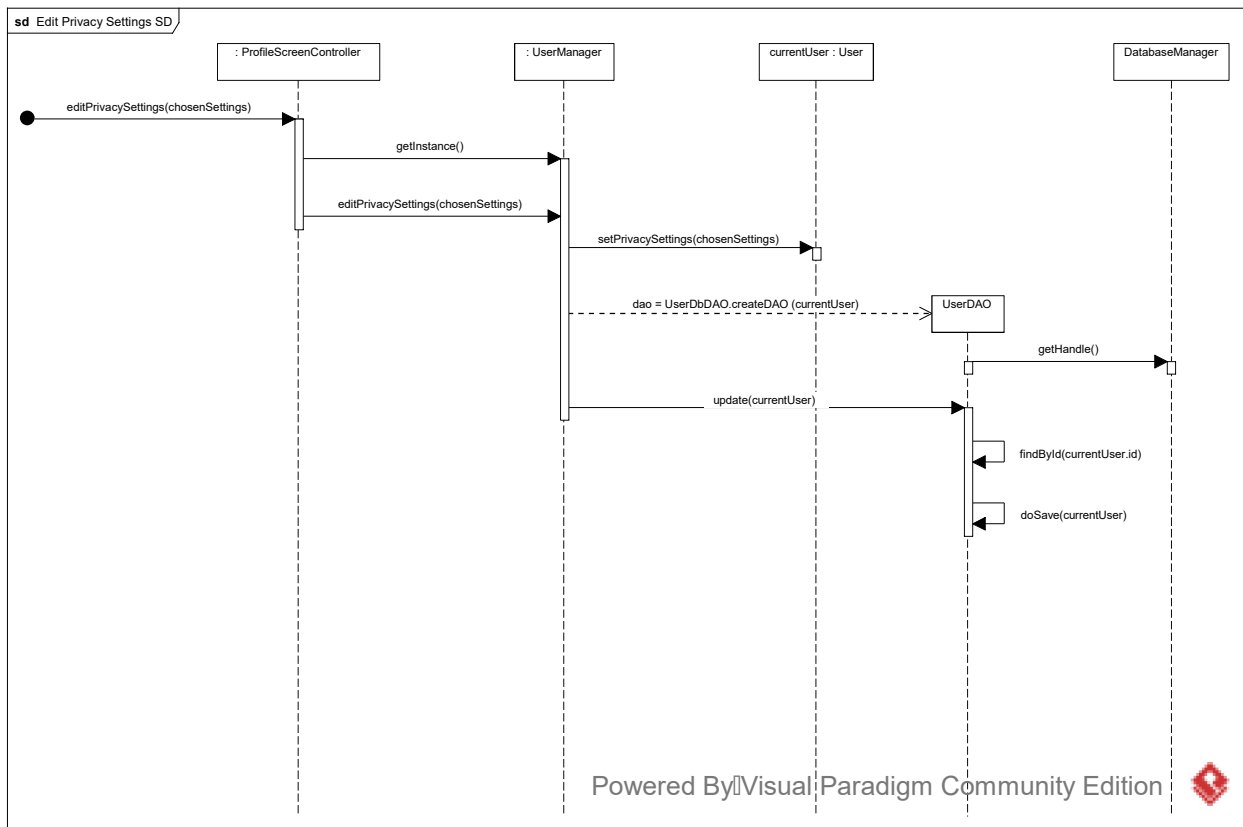 sd Edit Privacy Settings SD
: ProfileScreenController
: UserManager
currentUser : User
DatabaseManager
editPrivacySettings(chosenSettings)
getInstance()
editPrivacySettings(chosenSettings)
setPrivacySettings(chosenSettings)
dao = UserDbDAO.createDAO (currentUser)
UserDAO
getHandle()
update(currentUser)
findById(currentUser.id)
doSave(currentUser)
Powered By Visual Paradigm Community Edition